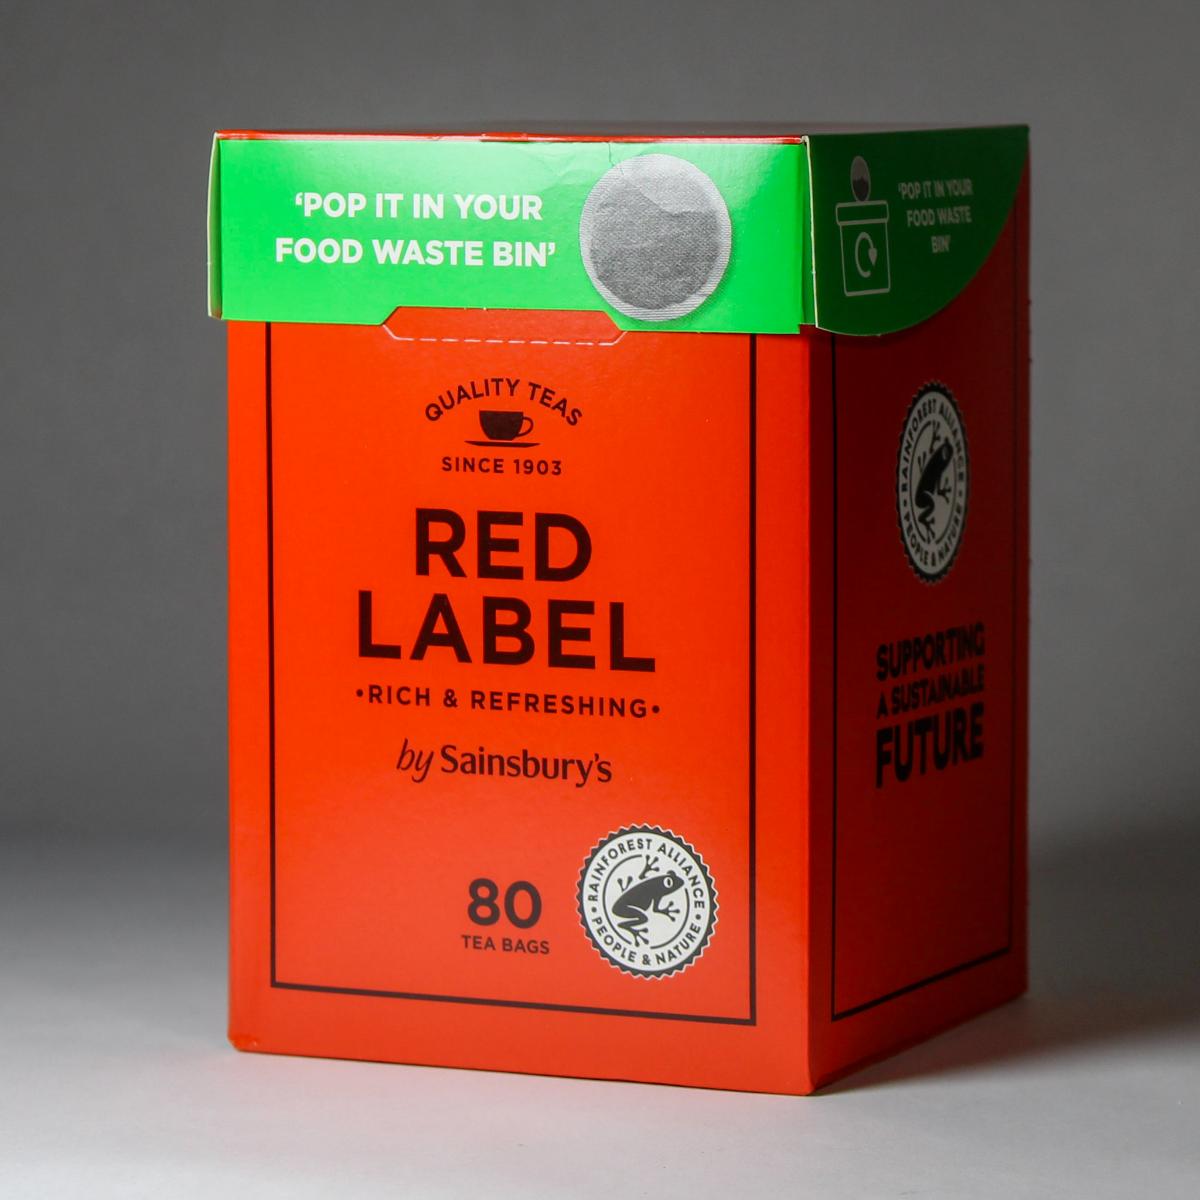 ‘POP IT IN YOUR
FOOD WASTE BIN’
QUALITY TEAS
SINCE 1903
RED
LABEL
•RICH & REFRESHING•
by Sainsbury's
80
TEA BAGS
RAINFOREST ALLIANCE
• PEOPLE & NATURE •
‘POP IT IN YOUR
FOOD WASTE
BIN’
RAINFOREST ALLIANCE
• PEOPLE & NATURE •
SUPPORTING
A SUSTAINABLE
FUTURE